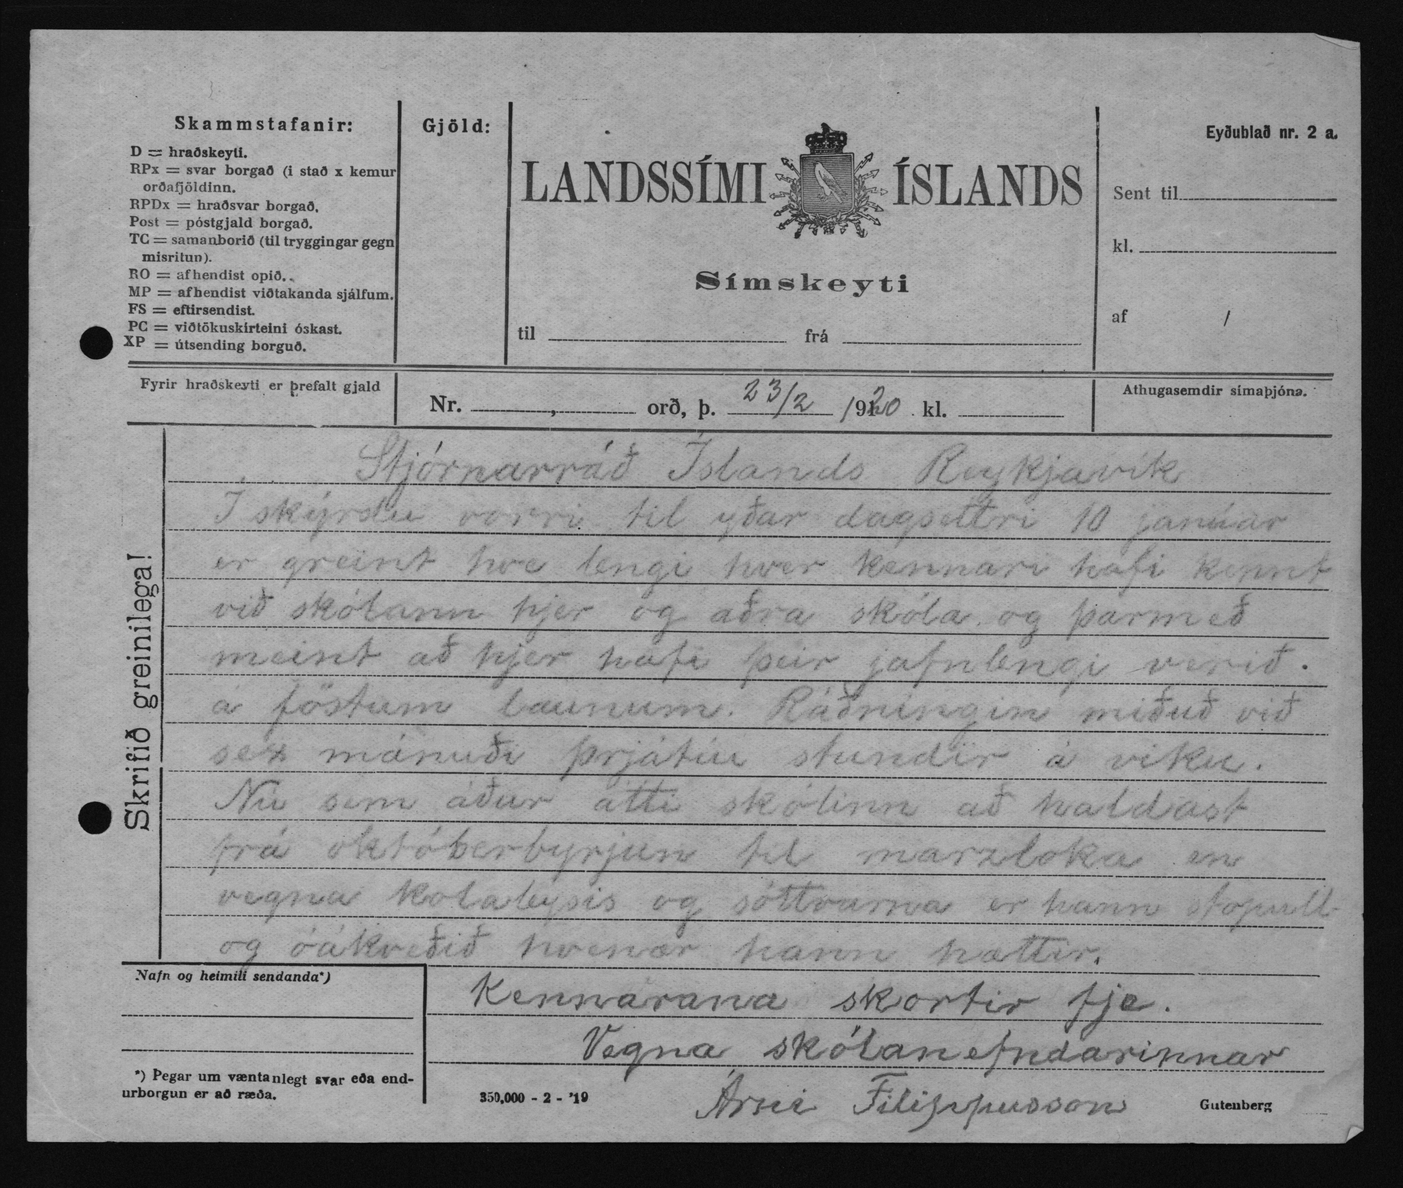 Skammstafanir:
D = hraðskeyti.
RPx = svar borgað (í stað x kemur
orðafjöldinn.
RPDx = hraðsvar borgað.
Post = póstgjald borgað.
TC = samanborið (til tryggingar gegn
misritun).
RO = afhendist opið.
MP = afhendist viðtakanda sjálfum.
FS = eftirsendist.
PC = viðtökuskírteini óskast.
XP = útsending borguð.
Fyrir hraðskeyti er þrefalt gjald
Gjöld:
LANDSSÍMI ÍSLANDS
Símskeyti
til frá
Eyðublað nr. 2 a.
Sent til
kl.
af /
Nr. , orð, þ. 23/2 1920 kl.
Athugasemdir símaþjóna.
Skrifið greinilega!
Stjórnarráð Íslands Reykjavík
Í skýrslu vorri til yðar dagsettri 10 janúar
er greint hve lengi hver kennari hafi kennt
við skólann hjer og aðra skóla og þarmeð
meint að hjer hafi þeir jafnlengi verið
á föstum launum. Ráðningin miðuð við
sex mánuði þrjátíu stundir á viku.
Nú sem áður átti skólinn að haldast
frá októberbyrjun til marzloka en
vegna kolaleysis og sóttvarna er hann stopull
og óákveðið hvenær hann hættir.
Kennarana skortir fje.
Vegna skólanefndarinnar
Árni Filippusson
Nafn og heimili sendanda*)
*) Þegar um væntanlegt svar eða end-
urborgun er að ræða.
350,000 - 2 - '19
Gutenberg